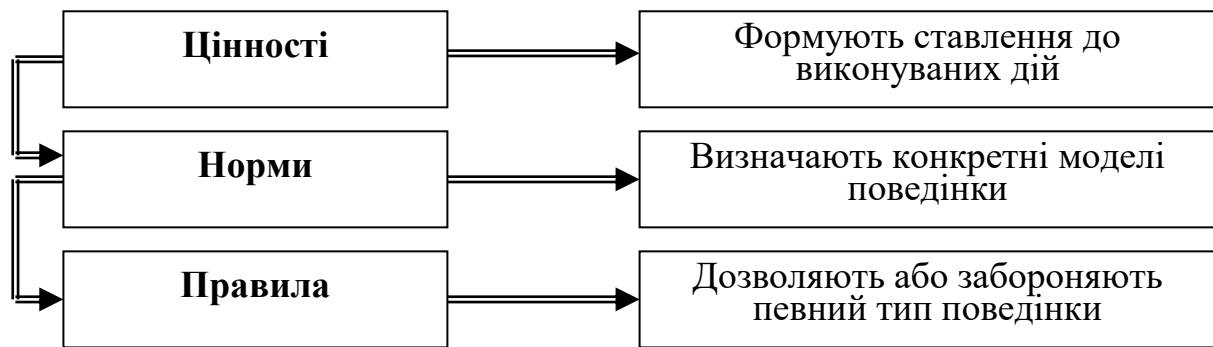 Цінності
Формують ставлення до
виконуваних дій
Норми
Визначають конкретні моделі
поведінки
Правила
Дозволяють або забороняють
певний тип поведінки